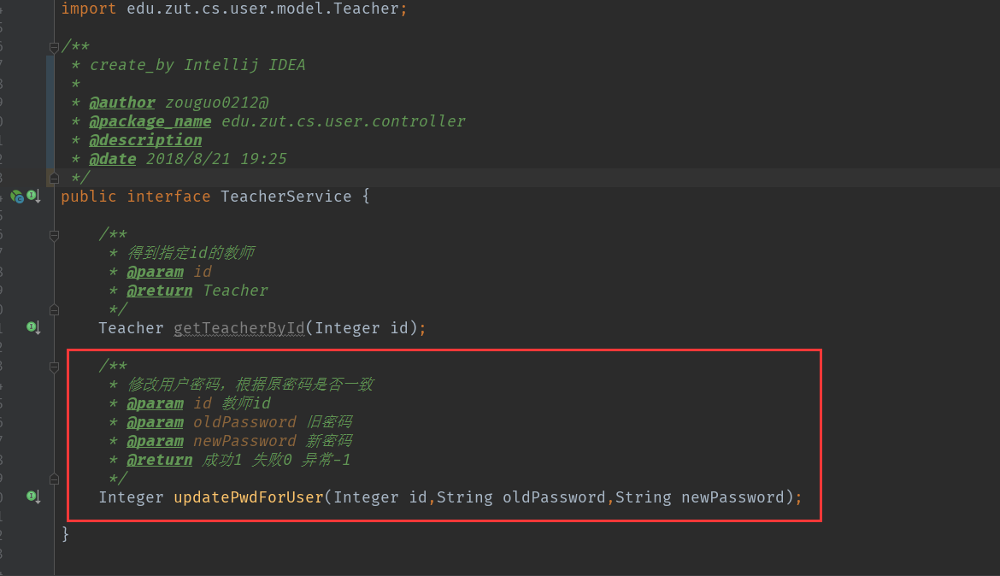 import edu.zut.cs.user.model.Teacher;
/**
* create_by Intellij IDEA
*
* @author zouguo0212@
* @package_name edu.zut.cs.user.controller
* @description
* @date 2018/8/21 19:25
*/
public interface TeacherService {
/**
* 得到指定id的教师
* @param id
* @return Teacher
*/
Teacher getTeacherById(Integer id);
/**
* 修改用户密码，根据原密码是否一致
* @param id 教师id
* @param oldPassword 旧密码
* @param newPassword 新密码
* @return 成功1 失败0 异常-1
*/
Integer updatePwdForUser(Integer id,String oldPassword,String newPassword);
}